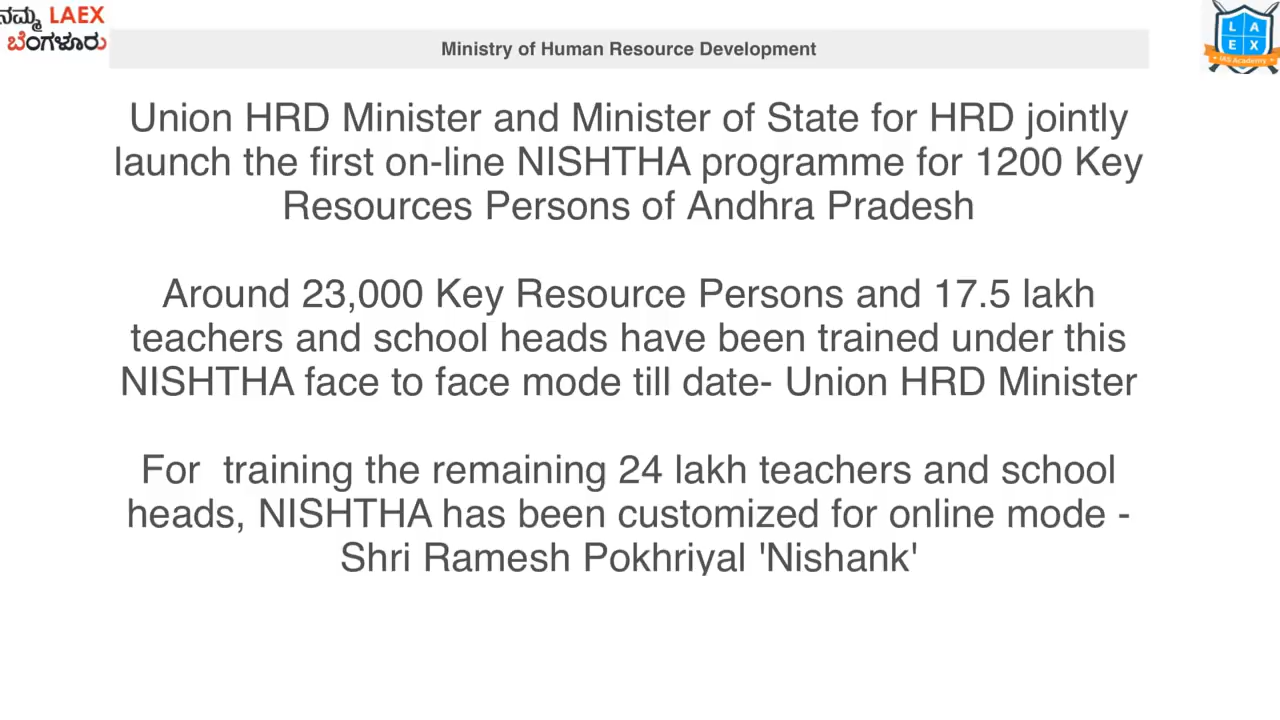 ನಮ್ಮ LAEX
ಬೆಂಗಳೂರು
Ministry of Human Resource Development
L A
E X
IAS Academy
Union HRD Minister and Minister of State for HRD jointly
launch the first on-line NISHTHA programme for 1200 Key
Resources Persons of Andhra Pradesh
Around 23,000 Key Resource Persons and 17.5 lakh
teachers and school heads have been trained under this
NISHTHA face to face mode till date- Union HRD Minister
For  training the remaining 24 lakh teachers and school
heads, NISHTHA has been customized for online mode -
Shri Ramesh Pokhriyal 'Nishank'